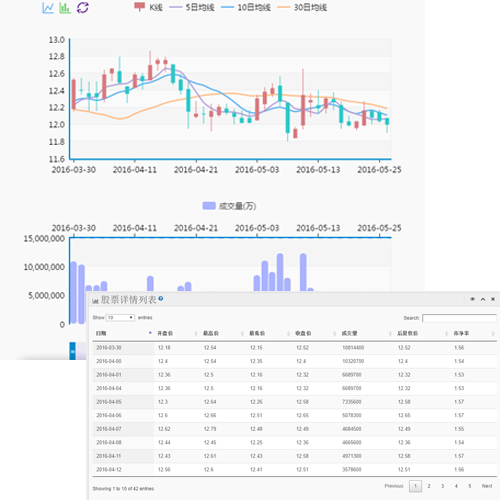 K线 5日均线 10日均线 30日均线
13.0
12.8
12.6
12.4
12.2
12.0
11.8
11.6
2016-03-30 2016-04-11 2016-04-21 2016-05-03 2016-05-13 2016-05-25
成交量(万)
2016-03-30 2016-04-11 2016-04-21 2016-05-03 2016-05-13 2016-05-25
15,000,000
10,000,000
5,000,000
0
股票详情列表
Show 10 entries Search:
日期 开盘价 最高价 最低价 收盘价 成交量 后复权价 市净率
2016-03-30 12.18 12.54 12.15 12.52 10814400 12.52 1.56
2016-04-00 12.4 12.54 12.35 12.4 10320700 12.4 1.54
2016-04-01 12.36 12.5 12.16 12.32 6689700 12.32 1.53
2016-04-04 12.36 12.5 12.16 12.32 6689700 12.32 1.53
2016-04-05 12.3 12.64 12.26 12.58 7335600 12.58 1.57
2016-04-06 12.5 12.66 12.51 12.65 5078300 12.65 1.57
2016-04-07 12.62 12.79 12.48 12.49 4684500 12.49 1.55
2016-04-08 12.44 12.45 12.25 12.36 4605600 12.36 1.54
2016-04-11 12.43 12.61 12.43 12.58 4971300 12.58 1.57
2016-04-12 12.56 12.6 12.41 12.51 3578600 12.51 1.56
Showing 1 to 10 of 42 entries Previous 1 2 3 4 5 Next